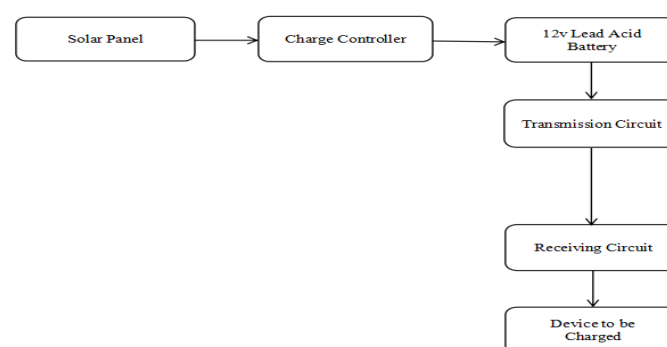 Solar Panel
Charge Controller
12v Lead Acid
Battery
Transmission Circuit
Receiving Circuit
Device to be
Charged